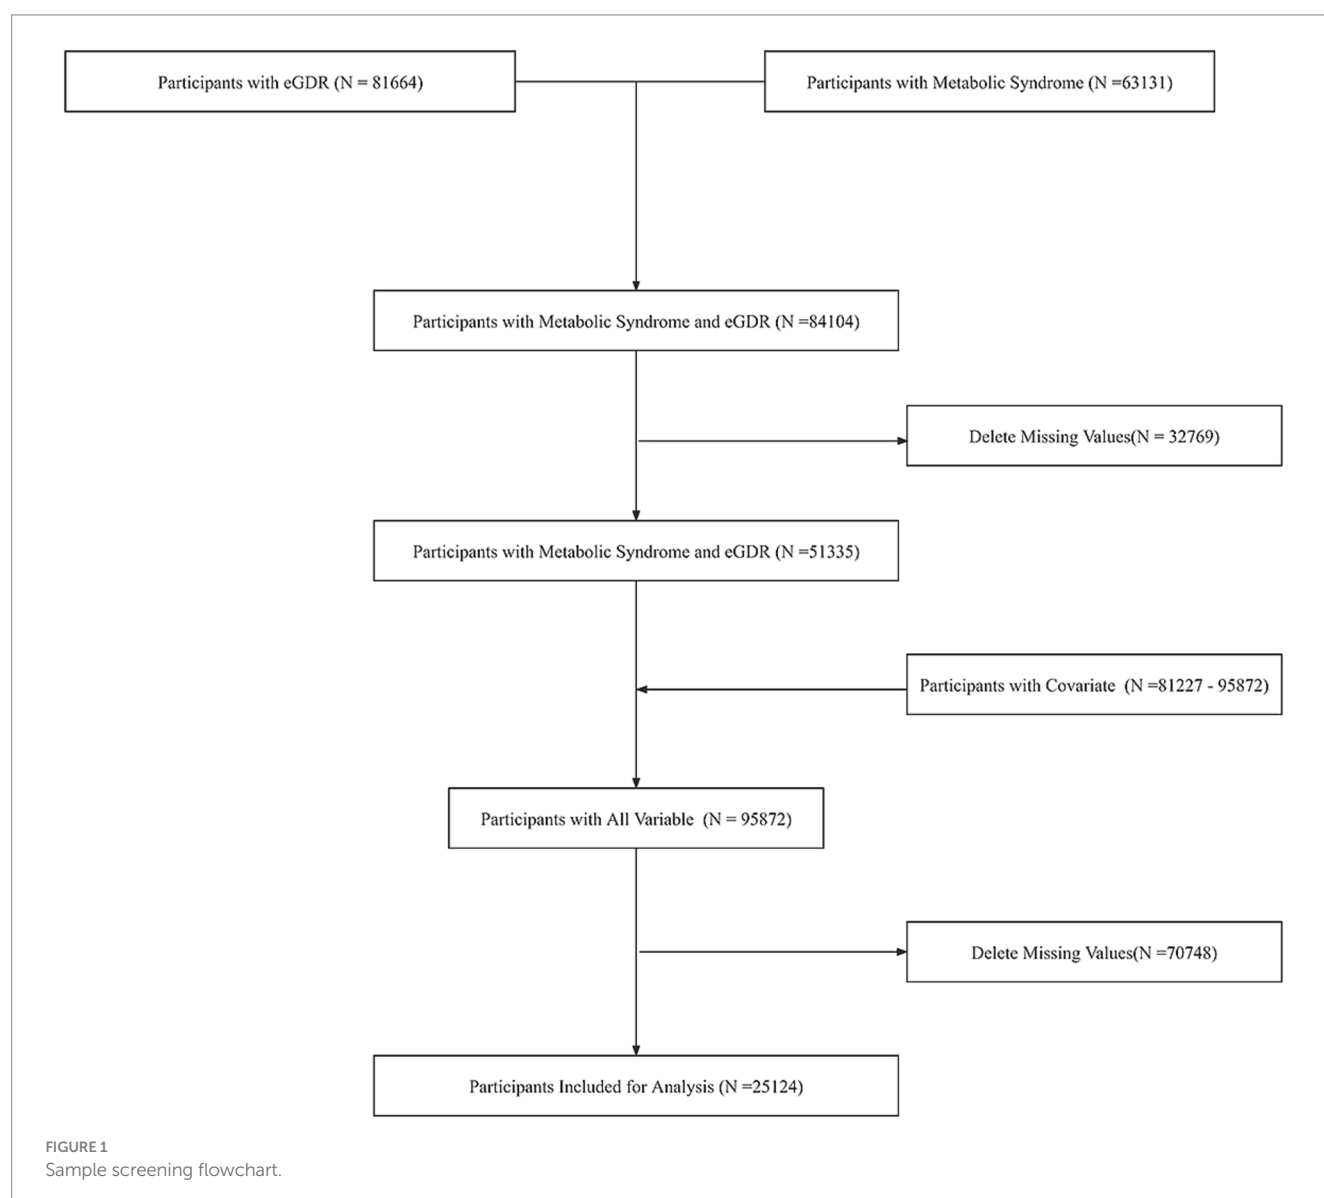 Participants with eGDR (N = 81664)
Participants with Metabolic Syndrome (N =63131)
Participants with Metabolic Syndrome and eGDR (N =84104)
Delete Missing Values(N = 32769)
Participants with Metabolic Syndrome and eGDR (N =51335)
Participants with Covariate (N =81227 - 95872)
Participants with All Variable (N = 95872)
Delete Missing Values(N =70748)
Participants Included for Analysis (N =25124)
FIGURE 1
Sample screening flowchart.